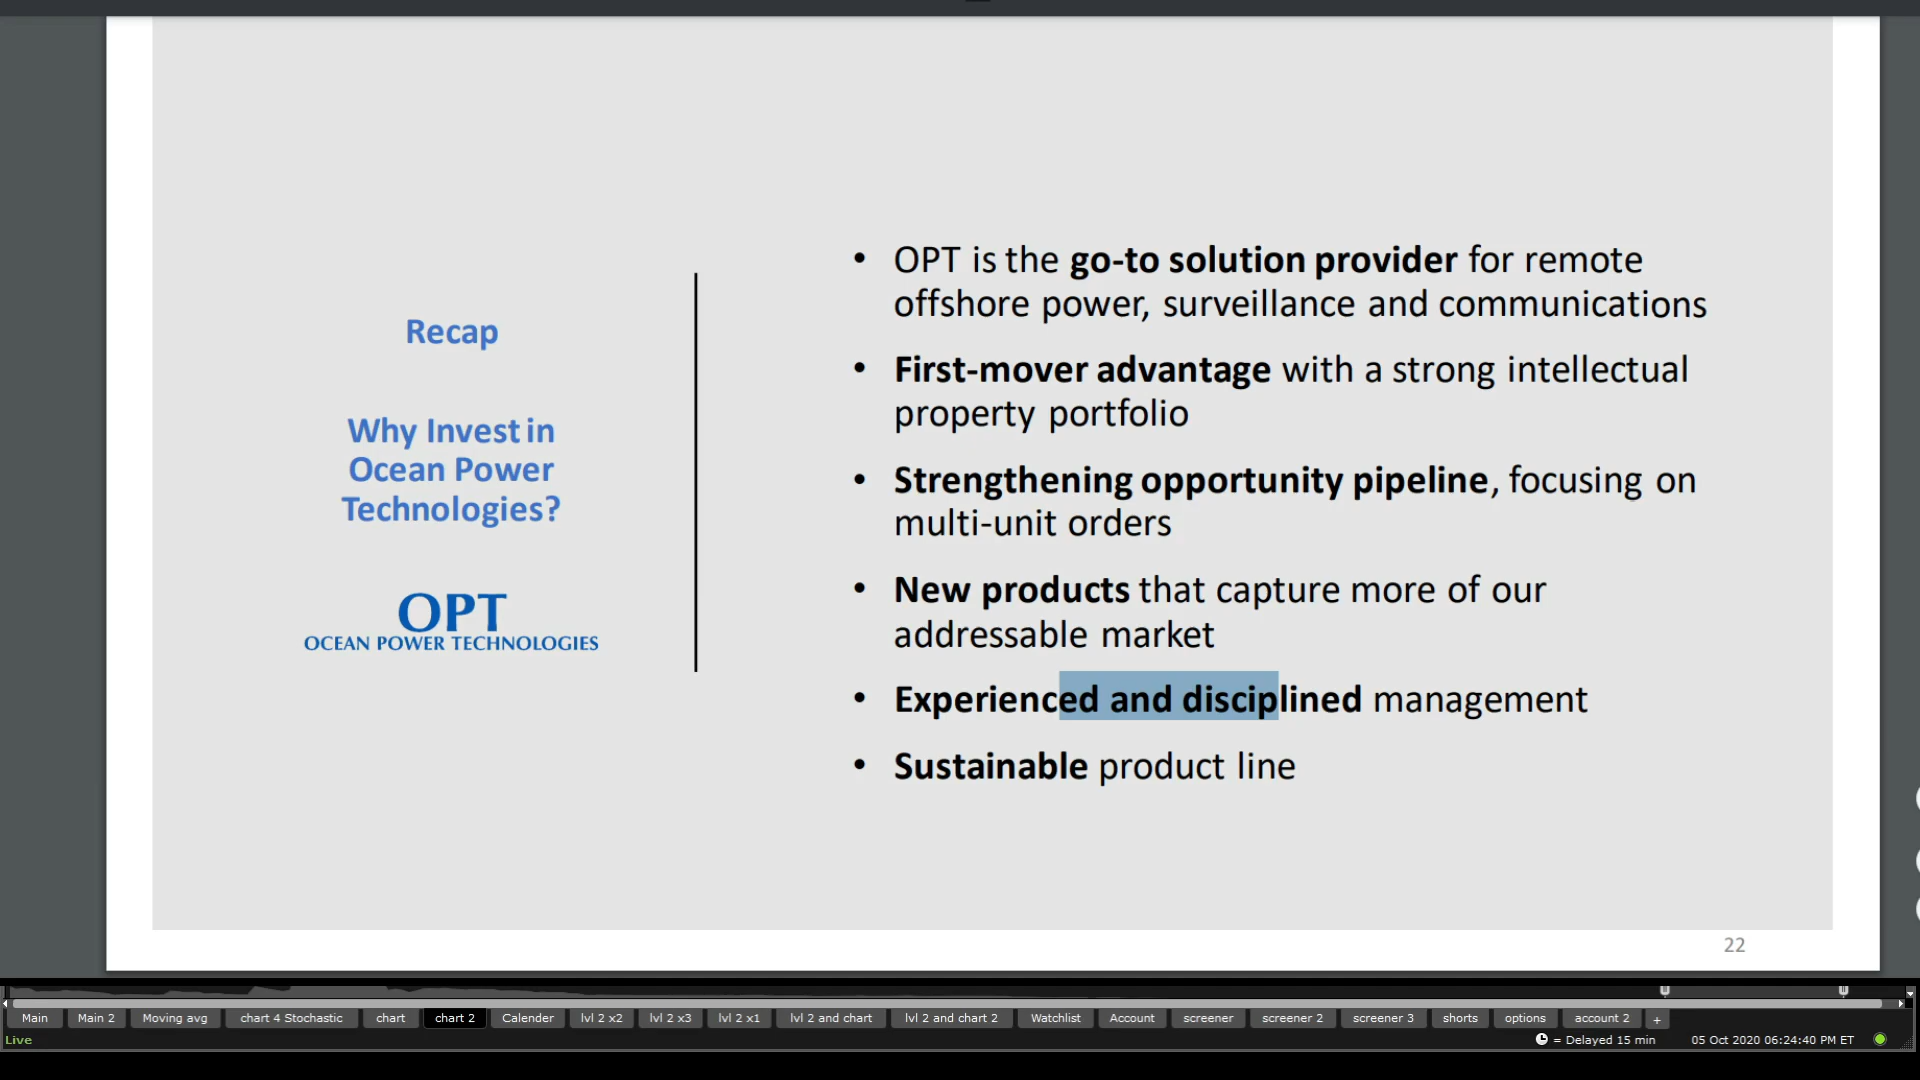 Recap
Why Invest in
Ocean Power
Technologies?
OPT
OCEAN POWER TECHNOLOGIES
• OPT is the go-to solution provider for remote
offshore power, surveillance and communications
• First-mover advantage with a strong intellectual
property portfolio
• Strengthening opportunity pipeline, focusing on
multi-unit orders
• New products that capture more of our
addressable market
• Experienced and disciplined management
• Sustainable product line
22
Main Main 2 Moving avg chart 4 Stochastic chart chart 2 Calender lvl 2 x2 lvl 2 x3 lvl 2 x1 lvl 2 and chart lvl 2 and chart 2 Watchlist Account screener screener 2 screener 3 shorts options account 2 +
Live = Delayed 15 min 05 Oct 2020 06:24:40 PM ET